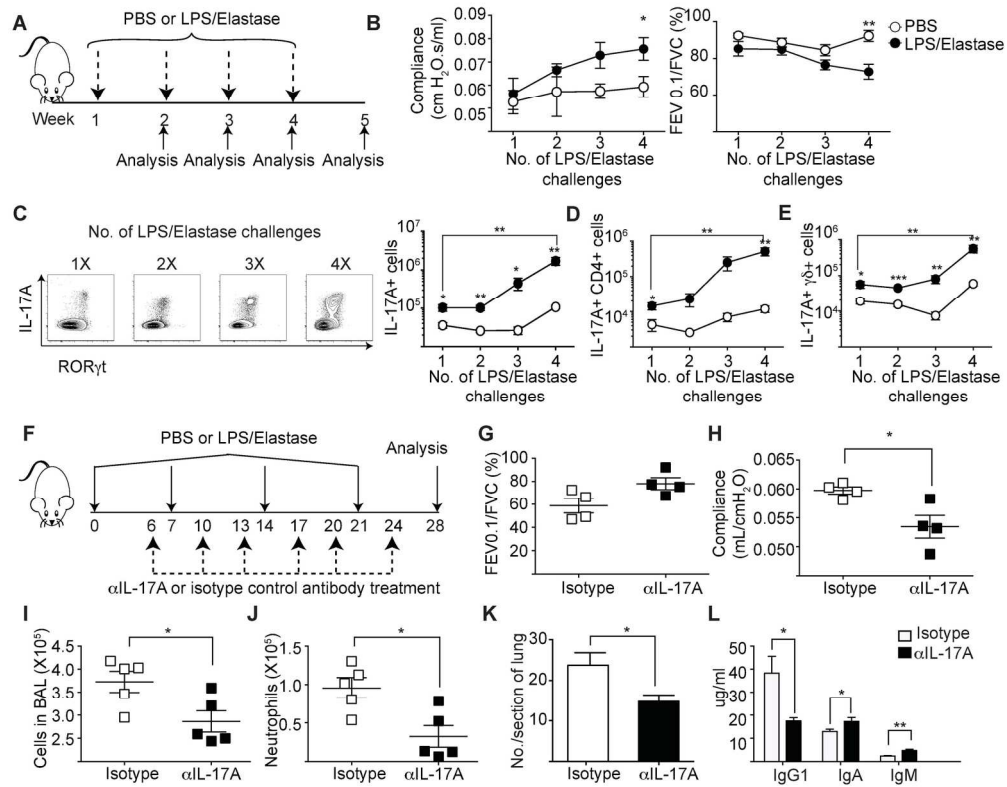 A
PBS or LPS/Elastase
Week 1 2 3 4 5
Analysis Analysis Analysis Analysis
B
Compliance
(cm H2O.s/ml)
0.09
0.08
0.07
0.06
0.05
*
1 2 3 4
No. of LPS/Elastase
challenges
FEV 0.1/FVC (%)
100
80
60
**
1 2 3 4
No. of LPS/Elastase
challenges
PBS
LPS/Elastase
C
No. of LPS/Elastase challenges
1X 2X 3X 4X
IL-17A
RORγt
IL-17A+ cells
10^7
10^6
10^5
**
* ** * **
1 2 3 4
No. of LPS/Elastase
challenges
D
IL-17A+ CD4+ cells
10^6
10^5
10^4
**
* **
1 2 3 4
No. of LPS/Elastase
challenges
E
IL-17A+ γδ+ cells
10^6
10^5
10^4
**
* *** ** **
1 2 3 4
No. of LPS/Elastase
challenges
F
PBS or LPS/Elastase
Analysis
0 6 7 10 13 14 17 20 21 24 28
αIL-17A or isotype control antibody treatment
G
FEV0.1/FVC (%)
100
80
60
40
20
0
Isotype αIL-17A
H
Compliance
(mL/cmH2O)
0.065
0.060
0.055
0.050
*
Isotype αIL-17A
I
Cells in BAL (X10^5)
4.5
4.0
3.5
3.0
2.5
*
Isotype αIL-17A
J
Neutrophils (X10^5)
1.5
1.0
0.5
*
Isotype αIL-17A
K
No./section of lung
30
20
10
*
Isotype αIL-17A
L
Isotype
αIL-17A
ug/ml
50
40
30
20
10
* * **
IgG1 IgA IgM